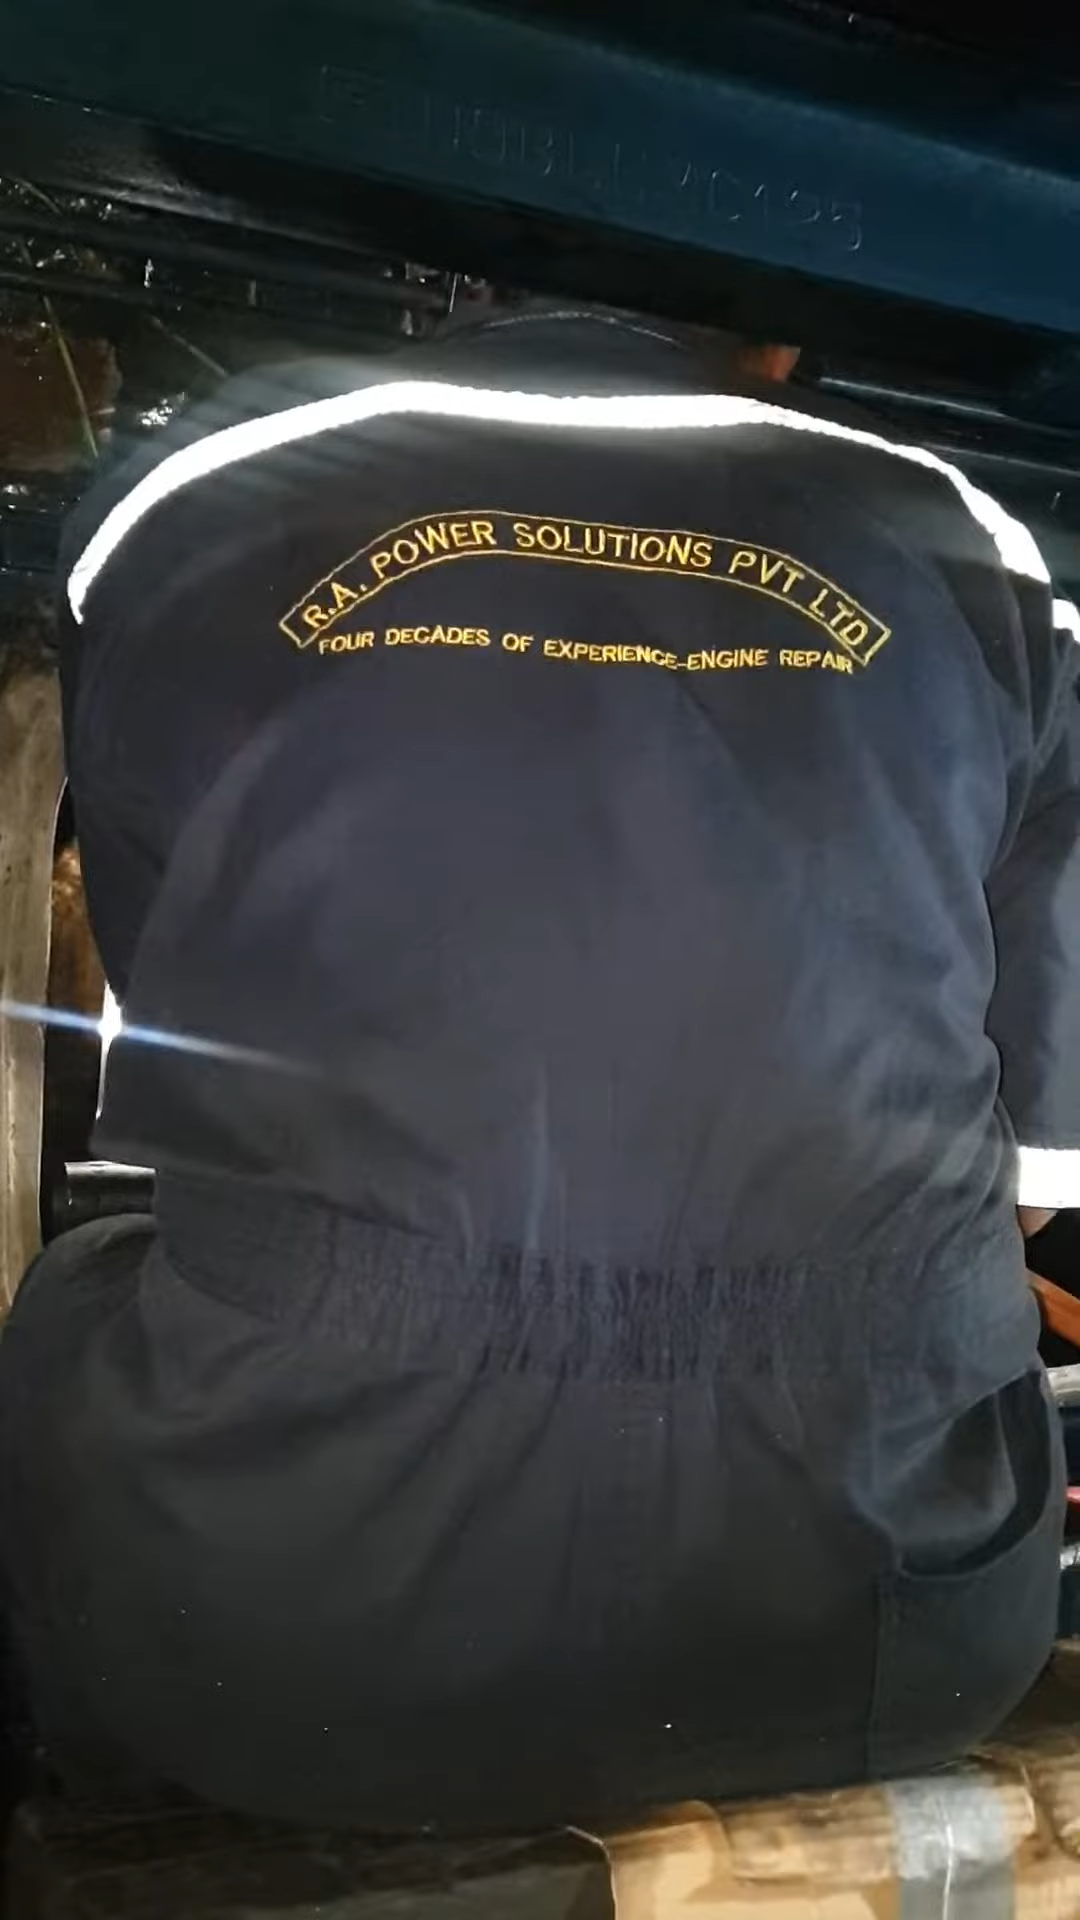 R.A. POWER SOLUTIONS PVT LTD
FOUR DECADES OF EXPERIENCE-ENGINE REPAIR